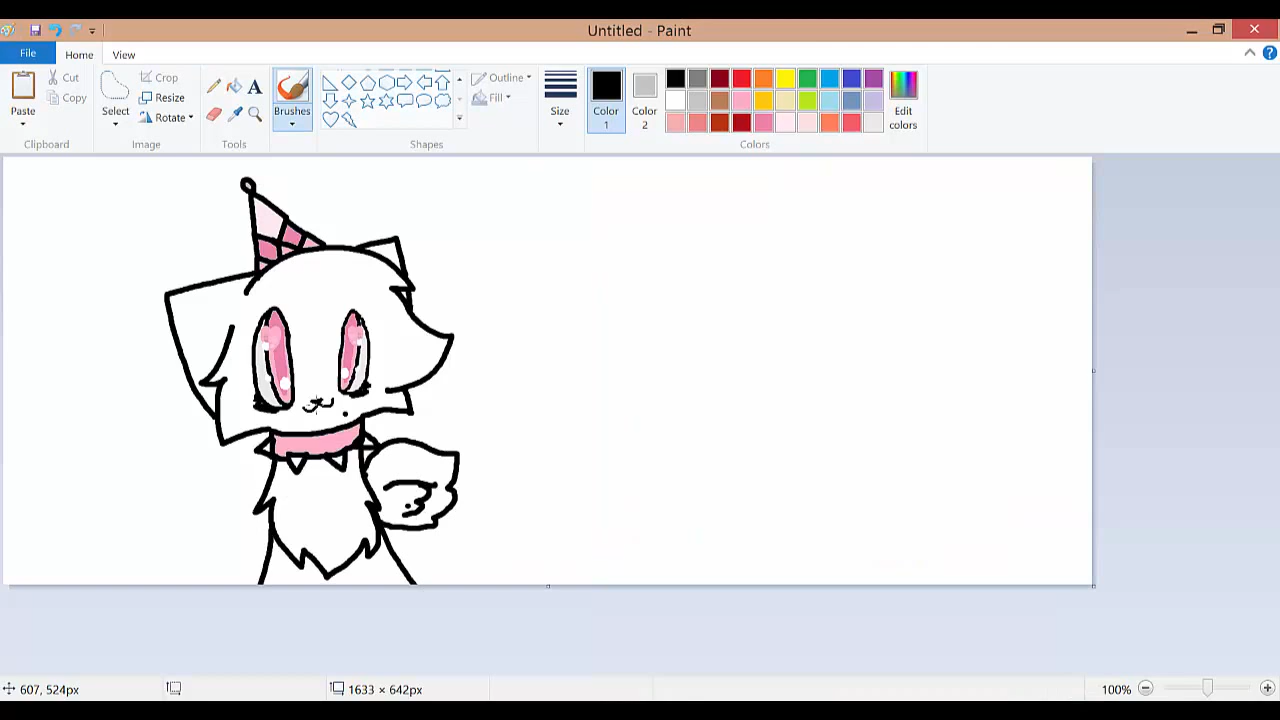 Untitled - Paint
File Home View
Paste
Cut
Copy
Clipboard
Select
Crop
Resize
Rotate
Image
A
Tools
Brushes
Outline
Fill
Shapes
Size
Color
1
Color
2
Edit
colors
Colors
607, 524px
1633 × 642px
100%